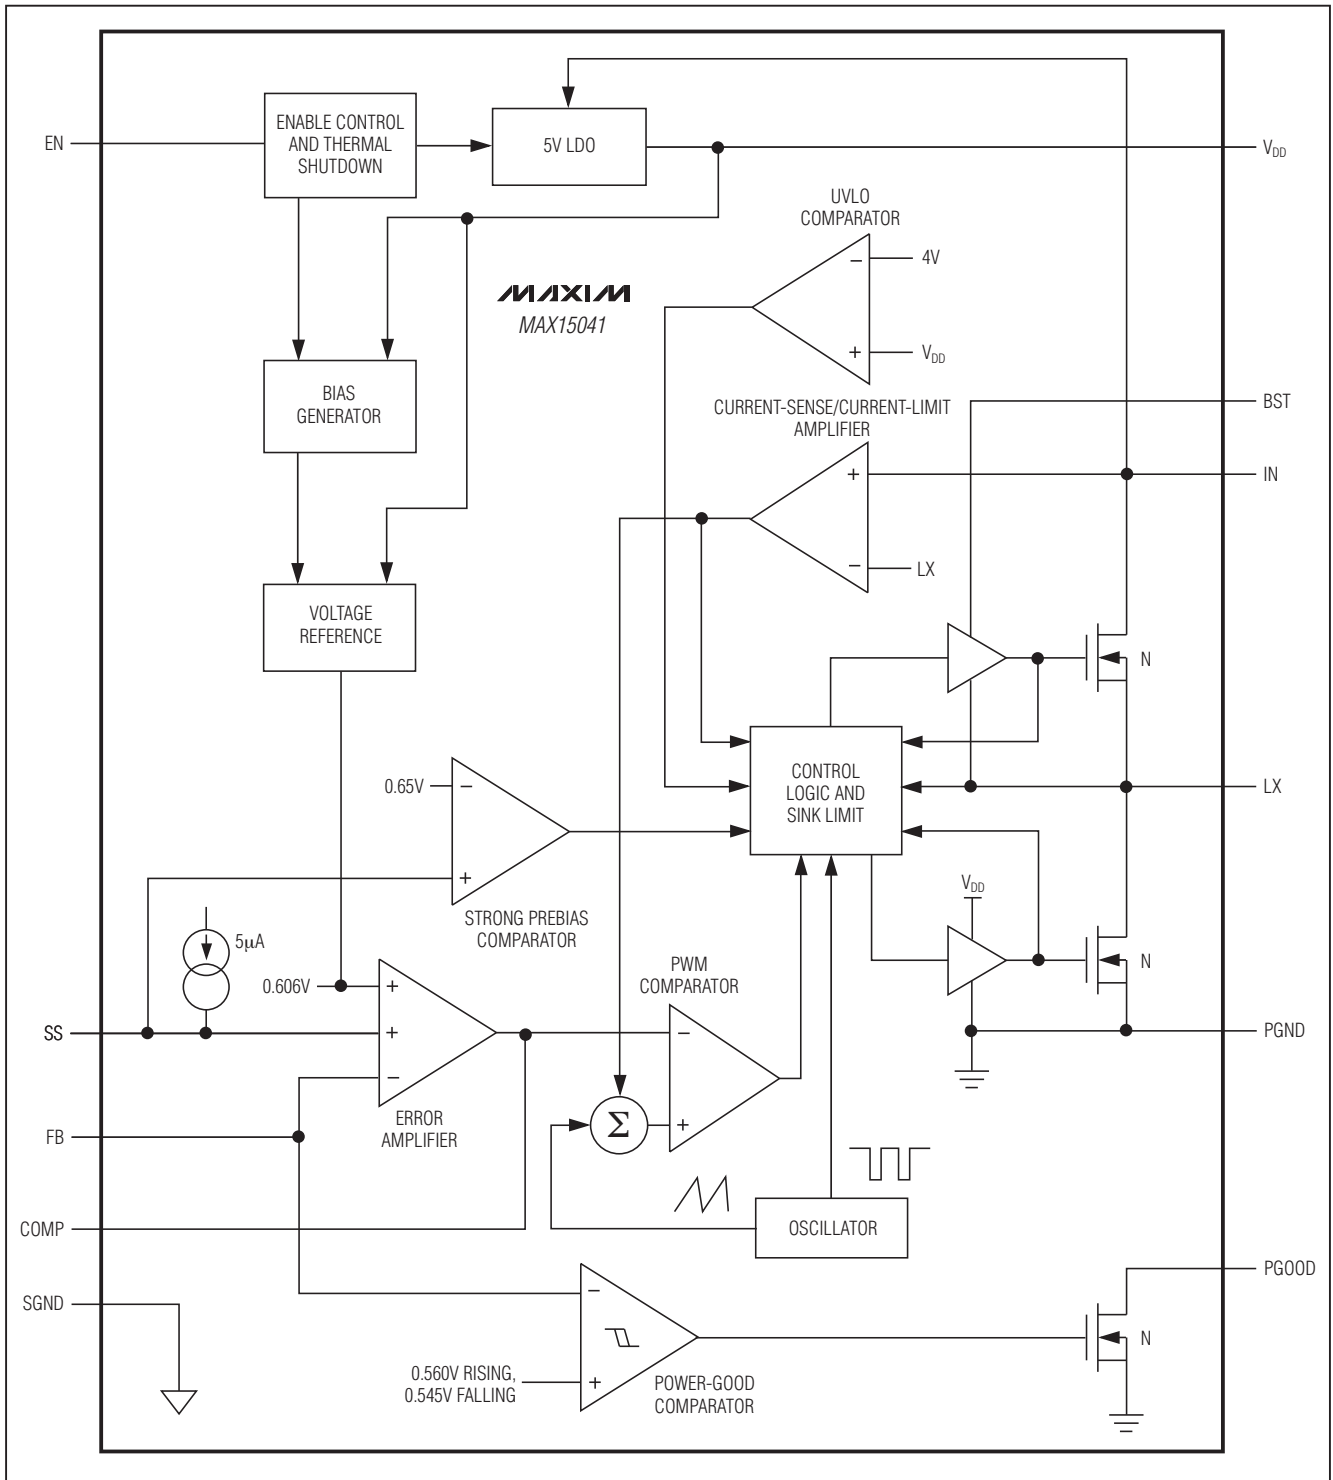 EN
ENABLE CONTROL
AND THERMAL
SHUTDOWN
5V LDO
VDD
UVLO
COMPARATOR
−
4V
+
VDD
MAXIM
MAX15041
BIAS
GENERATOR
CURRENT-SENSE/CURRENT-LIMIT
AMPLIFIER
BST
+
IN
−
LX
VOLTAGE
REFERENCE
N
CONTROL
LOGIC AND
SINK LIMIT
LX
0.65V
−
+
STRONG PREBIAS
COMPARATOR
VDD
5µA
0.606V
+
PWM
COMPARATOR
N
SS
+
−
PGND
−
ERROR
AMPLIFIER
FB
Σ
+
COMP
OSCILLATOR
PGOOD
SGND
−
N
0.560V RISING,
0.545V FALLING
+
POWER-GOOD
COMPARATOR